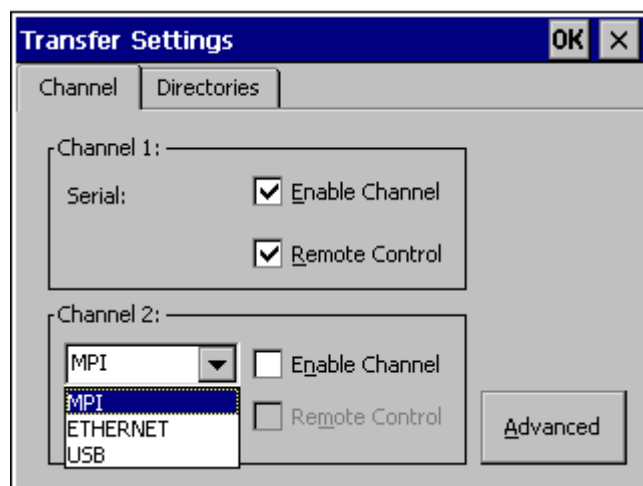 Transfer Settings OK ×
Channel Directories
Channel 1:
Serial: Enable Channel
Remote Control
Channel 2:
MPI Enable Channel
MPI
ETHERNET Remote Control
USB
Advanced